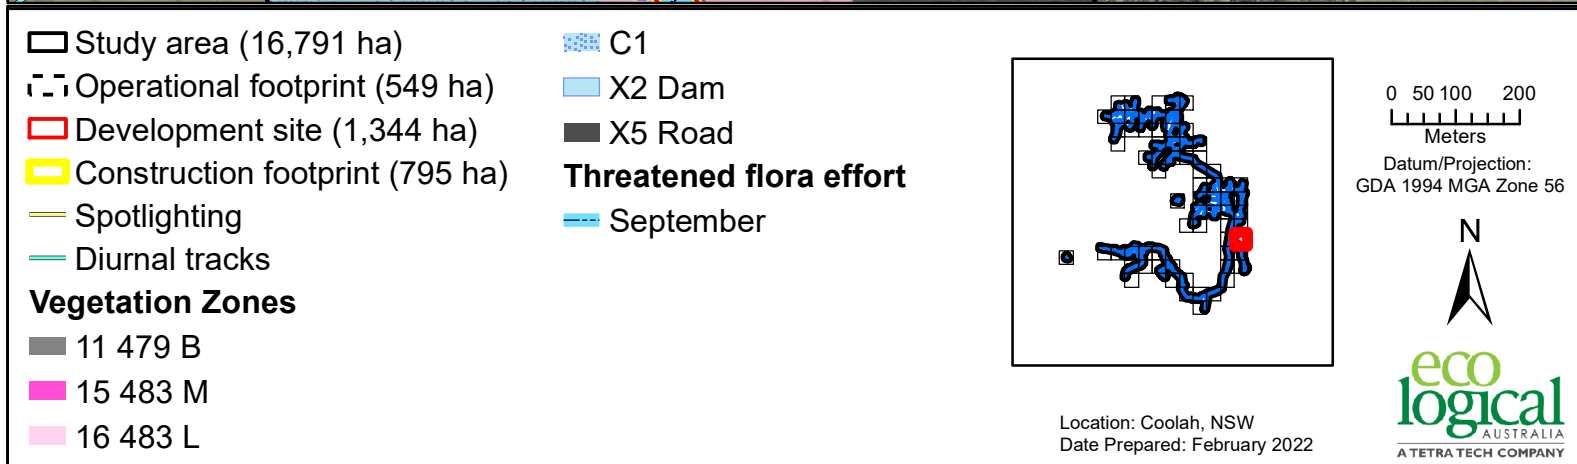 Study area (16,791 ha)
Operational footprint (549 ha)
Development site (1,344 ha)
Construction footprint (795 ha)
Spotlighting
Diurnal tracks
Vegetation Zones
11 479 B
15 483 M
16 483 L
C1
X2 Dam
X5 Road
Threatened flora effort
September
Location: Coolah, NSW
Date Prepared: February 2022
0 50 100 200
Meters
Datum/Projection:
GDA 1994 MGA Zone 56
N
eco
logical
AUSTRALIA
A TETRA TECH COMPANY